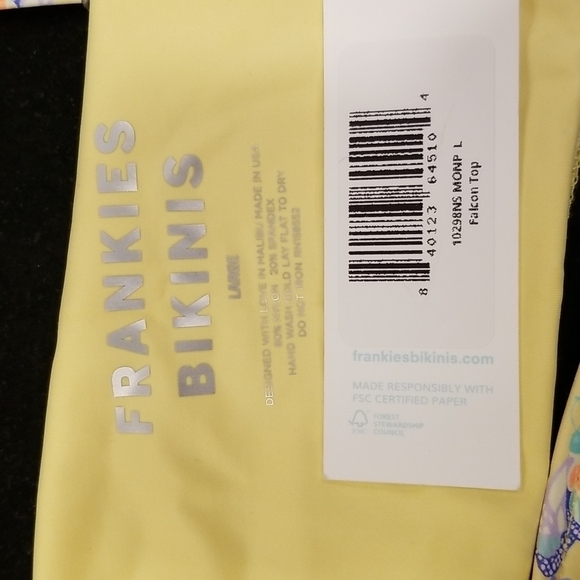 FRANKIES
BIKINIS
LARGE
DESIGNED WITH LOVE IN MALIBU MADE IN USA
80% NYLON 20% SPANDEX
HAND WASH COLD LAY FLAT TO DRY
DO NOT IRON
8 40123 64510 4
10298NS MONP L
Falcon Top
frankiesbikinis.com
MADE RESPONSIBLY WITH
FSC CERTIFIED PAPER
FSC
FOREST
STEWARDSHIP
COUNCIL